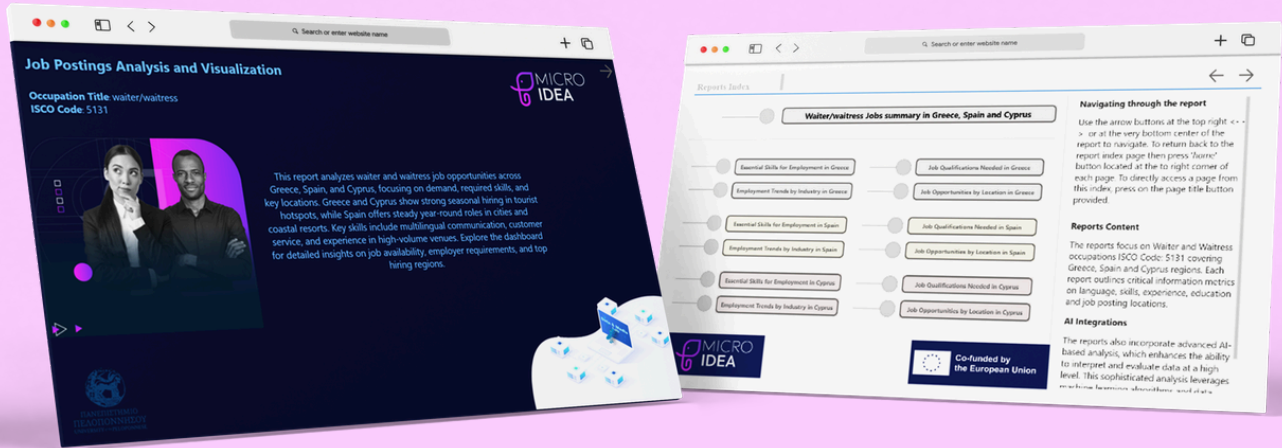 Search or enter website name
Job Postings Analysis and Visualization
Occupation Title: waiter/waitress
ISCO Code: 5131
MICRO
IDEA
This report analyzes waiter and waitress job opportunities across
Greece, Spain, and Cyprus, focusing on demand, required skills, and
key locations. Greece and Cyprus show strong seasonal hiring in tourist
hotspots, while Spain offers steady year-round roles in cities and
coastal resorts. Key skills include multilingual communication, customer
service, and experience in high-volume venues. Explore the dashboard
for detailed insights on job availability, employer requirements, and top
hiring regions.
ΠΑΝΕΠΙΣΤΗΜΙΟ
ΠΕΛΟΠΟΝΝΗΣΟΥ
Search or enter website name
Reports Index
Waiter/waitress Jobs summary in Greece, Spain and Cyprus
Essential Skills for Employment in Greece
Job Qualifications Needed in Greece
Employment Trends by Industry in Greece
Job Opportunities by Location in Greece
Essential Skills for Employment in Spain
Job Qualifications Needed in Spain
Employment Trends by Industry in Spain
Job Opportunities by Location in Spain
Essential Skills for Employment in Cyprus
Job Qualifications Needed in Cyprus
Employment Trends by Industry in Cyprus
Job Opportunities by Location in Cyprus
MICRO
IDEA
Co-funded by
the European Union
Navigating through the report
Use the arrow buttons at the top right <-
> or at the very bottom center of the
report to navigate. To return back to the
report index page then press 'home'
button located at the to right corner of
each page. To directly access a page from
this index, press on the page title button
provided.
Reports Content
The reports focus on Waiter and Waitress
occupations ISCO Code: 5131 covering
Greece, Spain and Cyprus regions. Each
report outlines critical information metrics
on language, skills, experience, education
and job posting locations.
AI Integrations
The reports also incorporate advanced AI-
based analysis, which enhances the ability
to interpret and evaluate data at a high
level. This sophisticated analysis leverages
machine learning algorithms and data